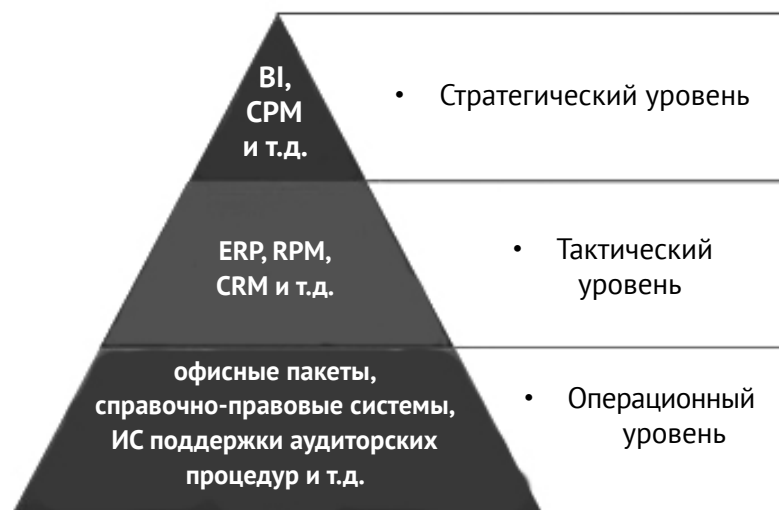 BI,
CPM
и т.д.
• Стратегический уровень
ERP, RPM,
CRM и т.д.
• Тактический
уровень
офисные пакеты,
справочно-правовые системы,
ИС поддержки аудиторских
процедур и т.д.
• Операционный
уровень